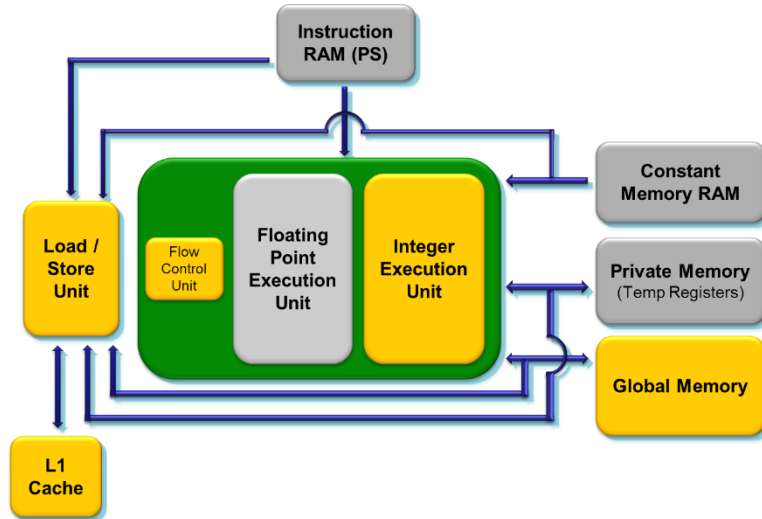 Instruction
RAM (PS)
Constant
Memory RAM
Load /
Store
Unit
Flow
Control
Unit
Floating
Point
Execution
Unit
Integer
Execution
Unit
Private Memory
(Temp Registers)
Global Memory
L1
Cache